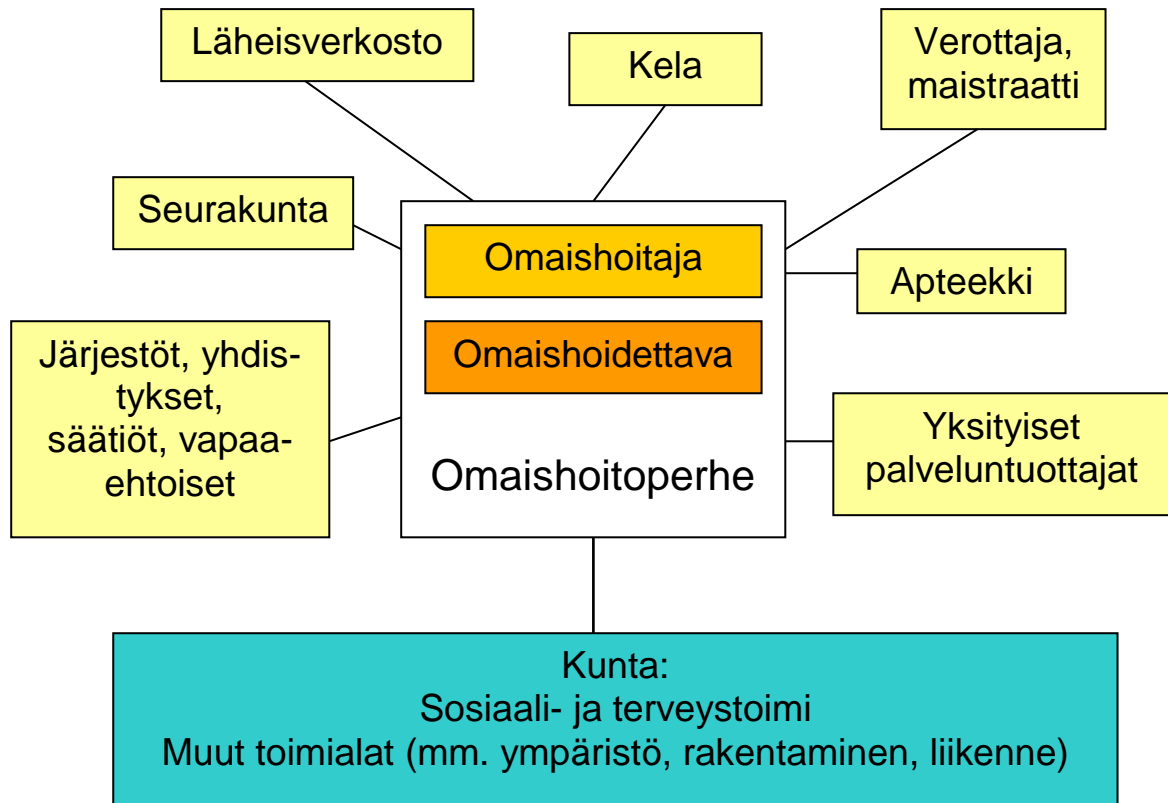 Läheisverkosto
Kela
Verottaja,
maistraatti
Seurakunta
Omaishoitaja
Apteekki
Omaishoidettava
Järjestöt, yhdis-
tykset,
säätiöt, vapaa-
ehtoiset
Yksityiset
palveluntuottajat
Omaishoitoperhe
Kunta:
Sosiaali- ja terveystoimi
Muut toimialat (mm. ympäristö, rakentaminen, liikenne)